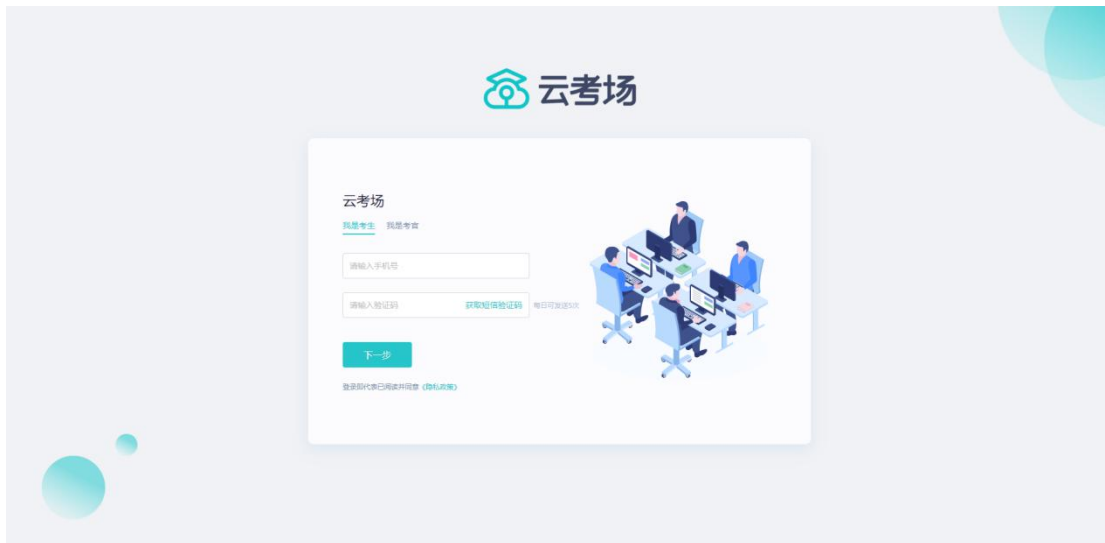 云考场
云考场
我是考生 我是考官
请输入手机号
请输入验证码 获取短信验证码 每日可发送5次
下一步
登录即代表已阅读并同意《隐私政策》